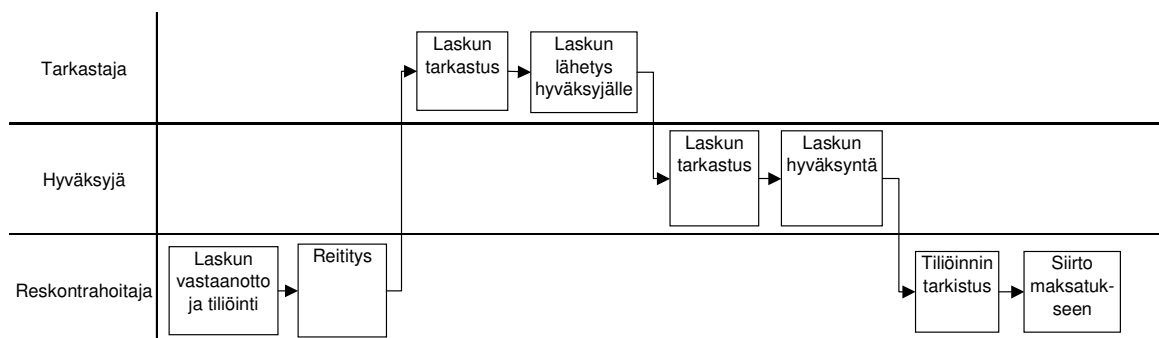 Tarkastaja
Laskun
tarkastus
Laskun
lähetys
hyväksyjälle
Hyväksyjä
Laskun
tarkastus
Laskun
hyväksyntä
Reskontrahoitaja
Laskun
vastaanotto
ja tiliöinti
Reititys
Tiliöinnin
tarkistus
Siirto
maksatuk-
seen